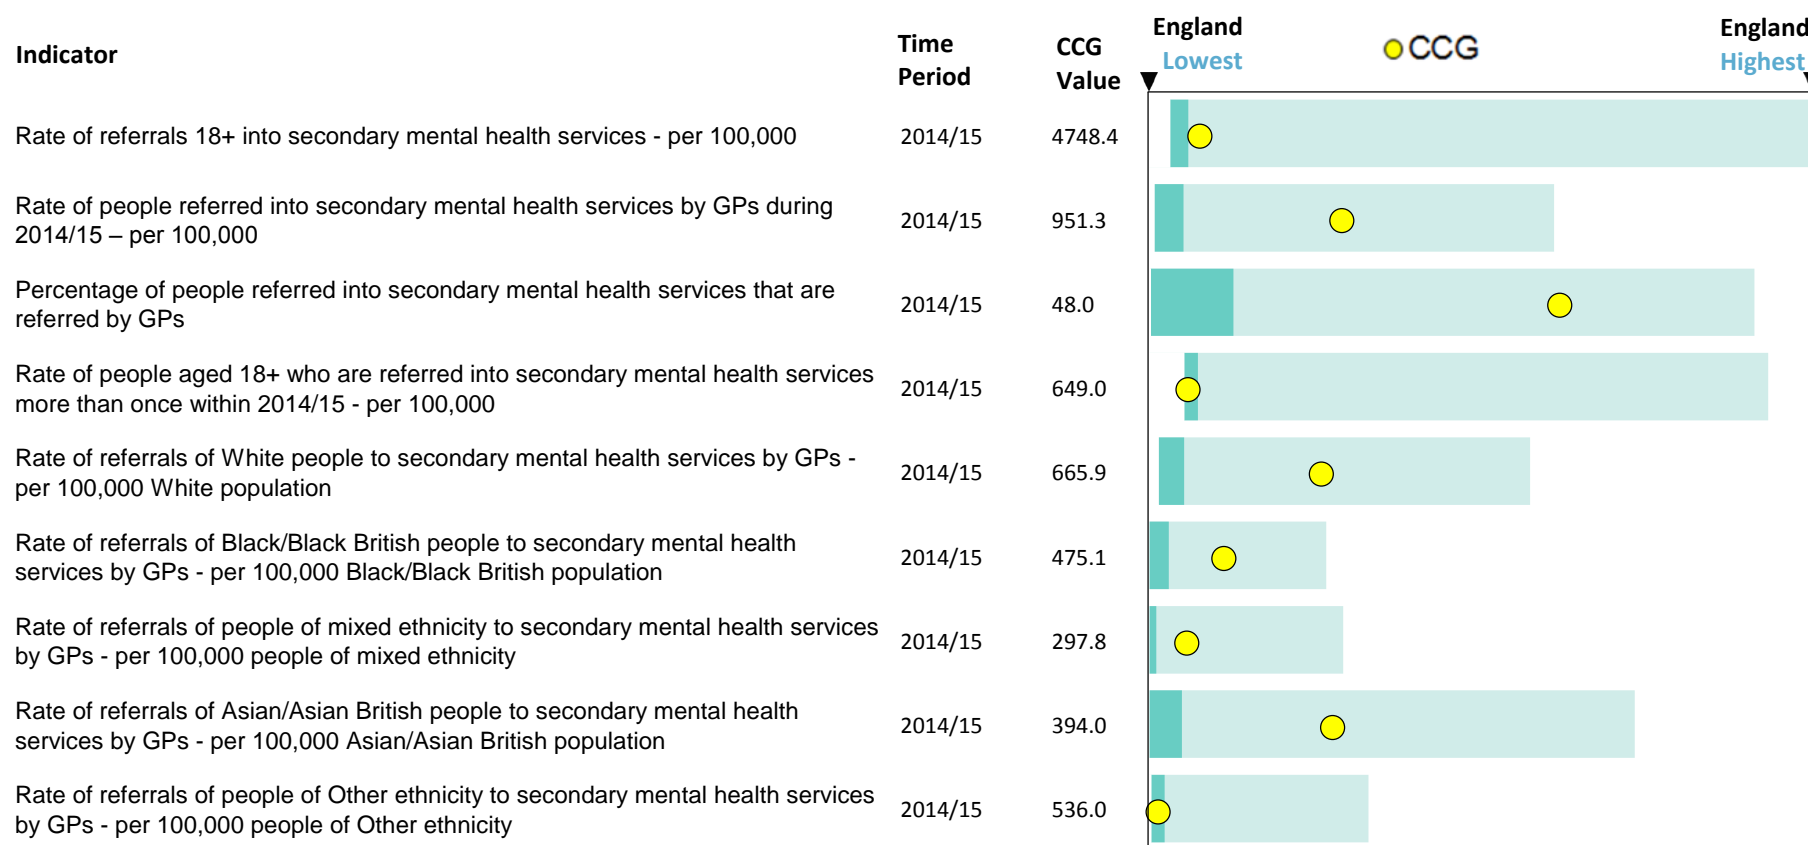 Indicator
Time Period
CCG Value
England Lowest
CCG
England Highest
Rate of referrals 18+ into secondary mental health services - per 100,000 2014/15 4748.4
Rate of people referred into secondary mental health services by GPs during
2014/15 – per 100,000
2014/15 951.3
Percentage of people referred into secondary mental health services that are
referred by GPs
2014/15 48.0
Rate of people aged 18+ who are referred into secondary mental health services
more than once within 2014/15 - per 100,000
2014/15 649.0
Rate of referrals of White people to secondary mental health services by GPs -
per 100,000 White population
2014/15 665.9
Rate of referrals of Black/Black British people to secondary mental health
services by GPs - per 100,000 Black/Black British population
2014/15 475.1
Rate of referrals of people of mixed ethnicity to secondary mental health services
by GPs - per 100,000 people of mixed ethnicity
2014/15 297.8
Rate of referrals of Asian/Asian British people to secondary mental health
services by GPs - per 100,000 Asian/Asian British population
2014/15 394.0
Rate of referrals of people of Other ethnicity to secondary mental health services
by GPs - per 100,000 people of Other ethnicity
2014/15 536.0